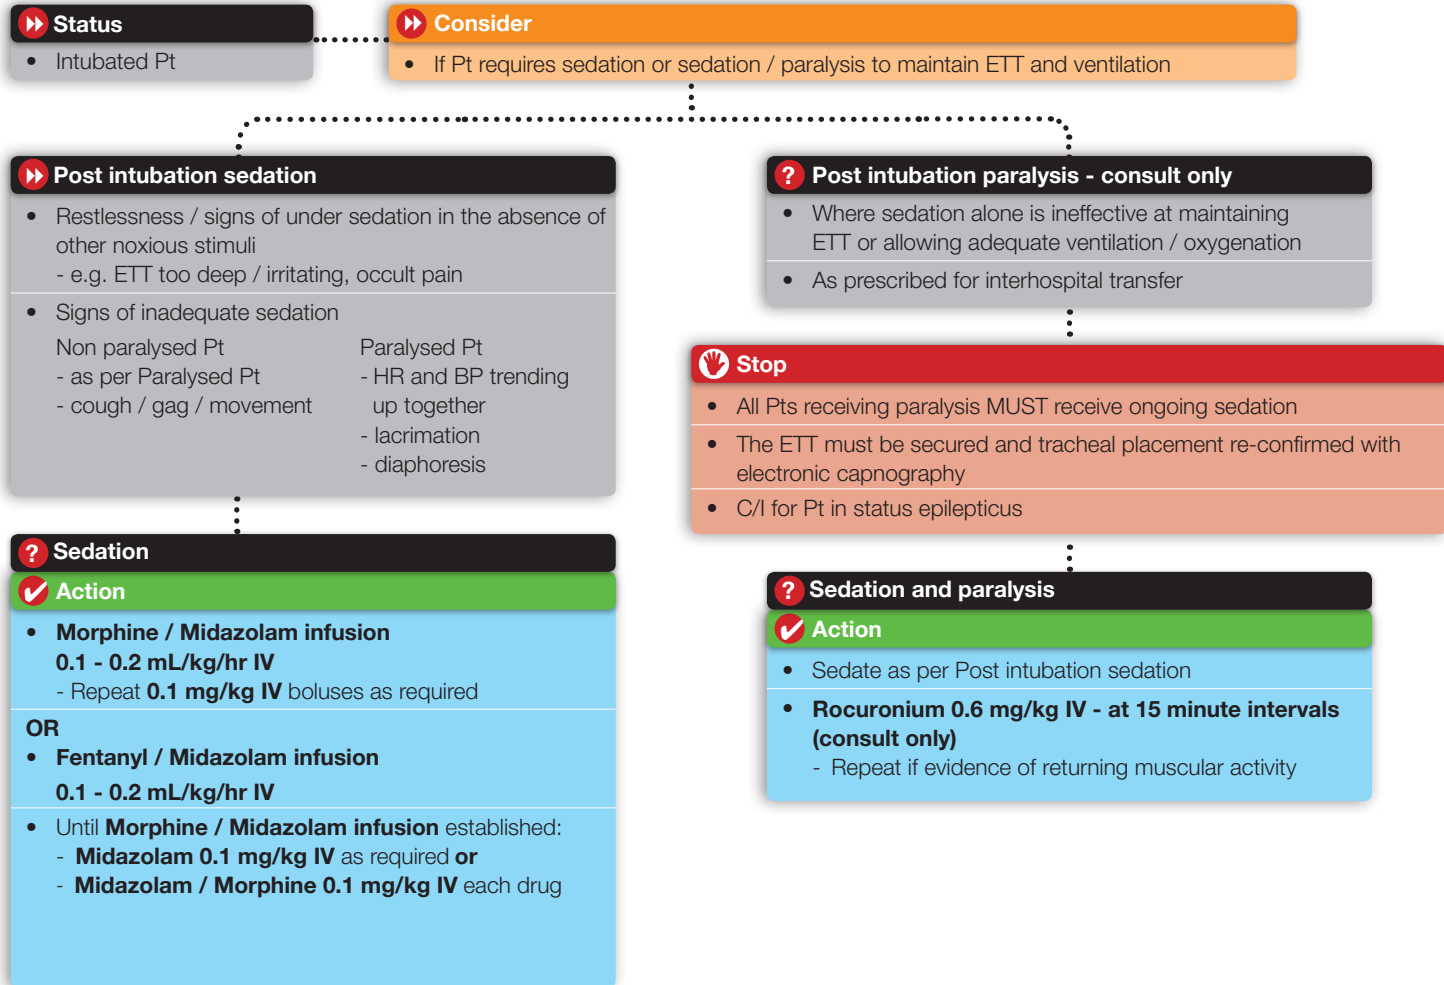 Status
• Intubated Pt
Consider
• If Pt requires sedation or sedation / paralysis to maintain ETT and ventilation
Post intubation sedation
• Restlessness / signs of under sedation in the absence of
other noxious stimuli
- e.g. ETT too deep / irritating, occult pain
• Signs of inadequate sedation
Non paralysed Pt
- as per Paralysed Pt
- cough / gag / movement
Paralysed Pt
- HR and BP trending
up together
- lacrimation
- diaphoresis
? Sedation
Action
• Morphine / Midazolam infusion
0.1 - 0.2 mL/kg/hr IV
- Repeat 0.1 mg/kg IV boluses as required
OR
• Fentanyl / Midazolam infusion
0.1 - 0.2 mL/kg/hr IV
• Until Morphine / Midazolam infusion established:
- Midazolam 0.1 mg/kg IV as required or
- Midazolam / Morphine 0.1 mg/kg IV each drug
? Post intubation paralysis - consult only
• Where sedation alone is ineffective at maintaining
ETT or allowing adequate ventilation / oxygenation
• As prescribed for interhospital transfer
Stop
• All Pts receiving paralysis MUST receive ongoing sedation
• The ETT must be secured and tracheal placement re-confirmed with
electronic capnography
• C/I for Pt in status epilepticus
? Sedation and paralysis
Action
• Sedate as per Post intubation sedation
• Rocuronium 0.6 mg/kg IV - at 15 minute intervals
(consult only)
- Repeat if evidence of returning muscular activity